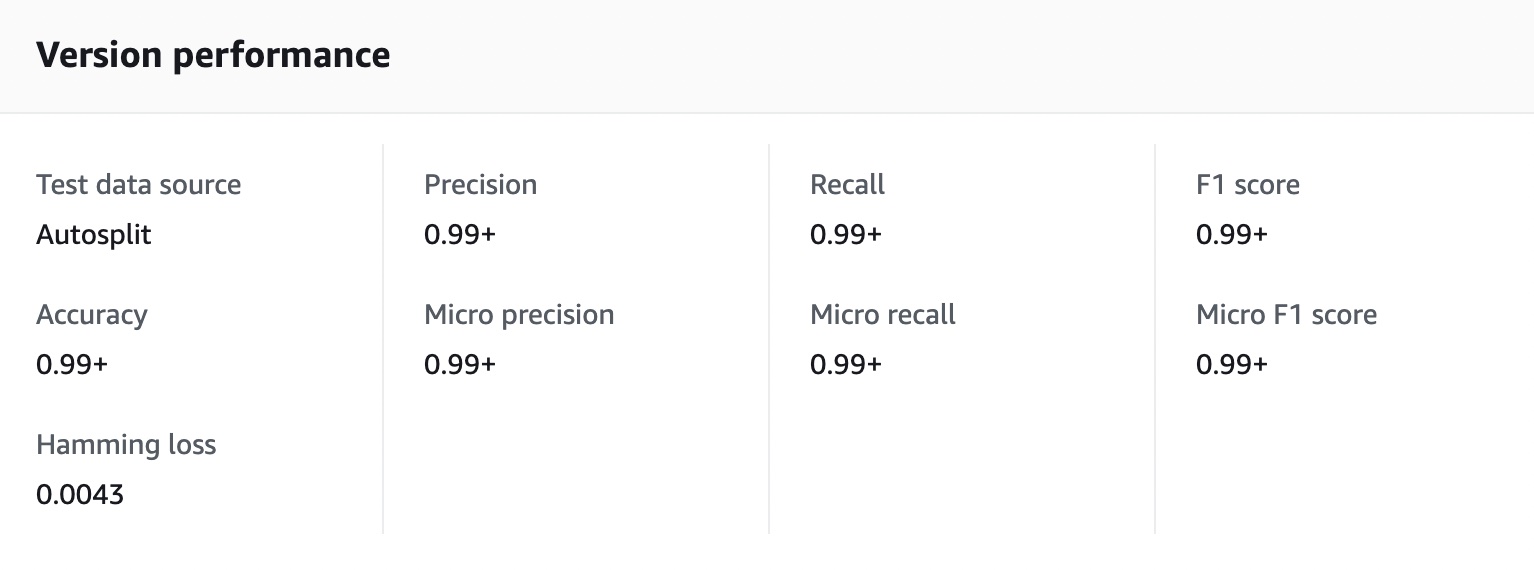 Version performance
Test data source
Autosplit
Precision
0.99+
Recall
0.99+
F1 score
0.99+
Accuracy
0.99+
Micro precision
0.99+
Micro recall
0.99+
Micro F1 score
0.99+
Hamming loss
0.0043